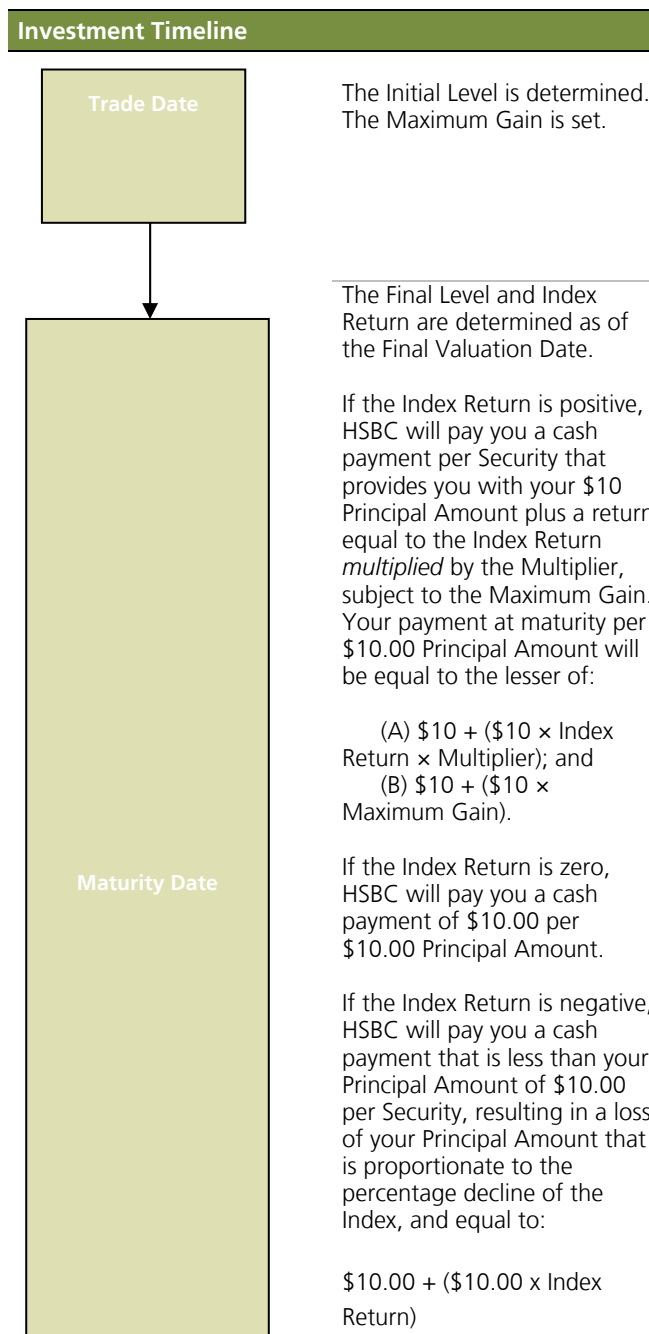 Investment Timeline
Trade Date
The Initial Level is determined.
The Maximum Gain is set.
The Final Level and Index
Return are determined as of
the Final Valuation Date.
If the Index Return is positive,
HSBC will pay you a cash
payment per Security that
provides you with your $10
Principal Amount plus a return
equal to the Index Return
multiplied by the Multiplier,
subject to the Maximum Gain.
Your payment at maturity per
$10.00 Principal Amount will
be equal to the lesser of:
(A) $10 + ($10 × Index
Return × Multiplier); and
(B) $10 + ($10 ×
Maximum Gain).
Maturity Date
If the Index Return is zero,
HSBC will pay you a cash
payment of $10.00 per
$10.00 Principal Amount.
If the Index Return is negative,
HSBC will pay you a cash
payment that is less than your
Principal Amount of $10.00
per Security, resulting in a loss
of your Principal Amount that
is proportionate to the
percentage decline of the
Index, and equal to:
$10.00 + ($10.00 x Index
Return)